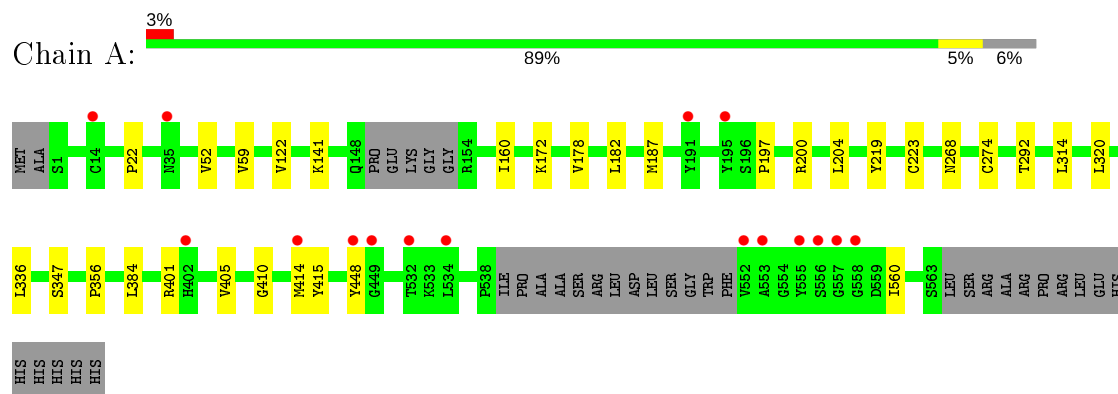 3%
Chain A:
89% 5% 6%
MET ALA S1 C14 P22 N35 V52 V59 V122 K141 Q148 PRO GLU LYS GLY GLY R154 I160 K172 V178 L182 M187 Y191 Y195 S196 P197 R200 L204 Y219 C223 N268 C274 T292 L314 L320
L336 S347 P356 L384 R401 H402 V405 G410 M414 Y415 Y448 G449 T532 K533 L534 P538 ILE PRO ALA ALA SER ARG LEU ASP LEU SER GLY TRP PHE V552 A553 G554 Y555 S556 G557 G558 D559 I560 S563 LEU SER ARG ALA ARG PRO ARG LEU GLU HIS
HIS HIS HIS HIS HIS